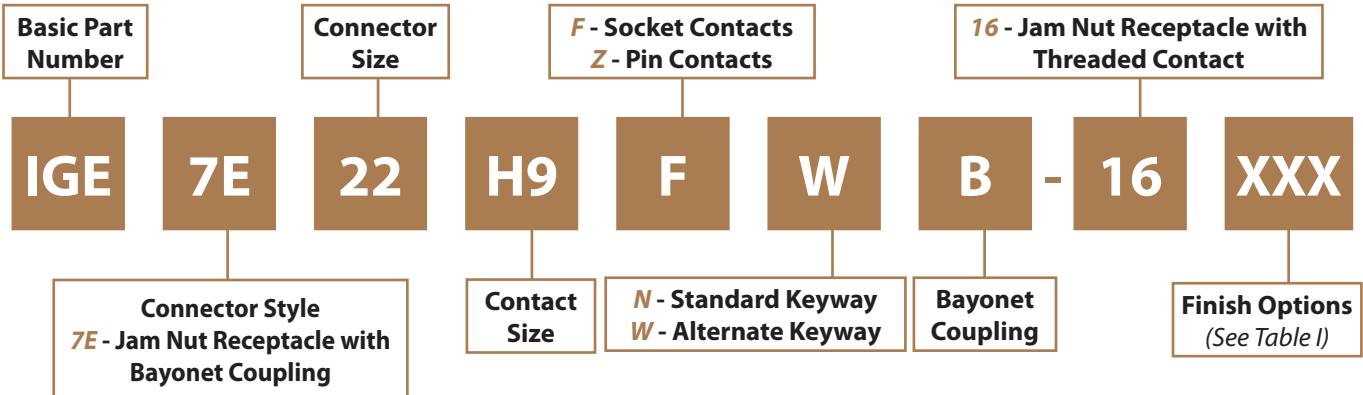 Basic Part
Number
Connector
Size
F - Socket Contacts
Z - Pin Contacts
16 - Jam Nut Receptacle with
Threaded Contact
IGE 7E 22 H9 F W B - 16 XXX
Connector Style
7E - Jam Nut Receptacle with
Bayonet Coupling
Contact
Size
N - Standard Keyway
W - Alternate Keyway
Bayonet
Coupling
Finish Options
(See Table I)